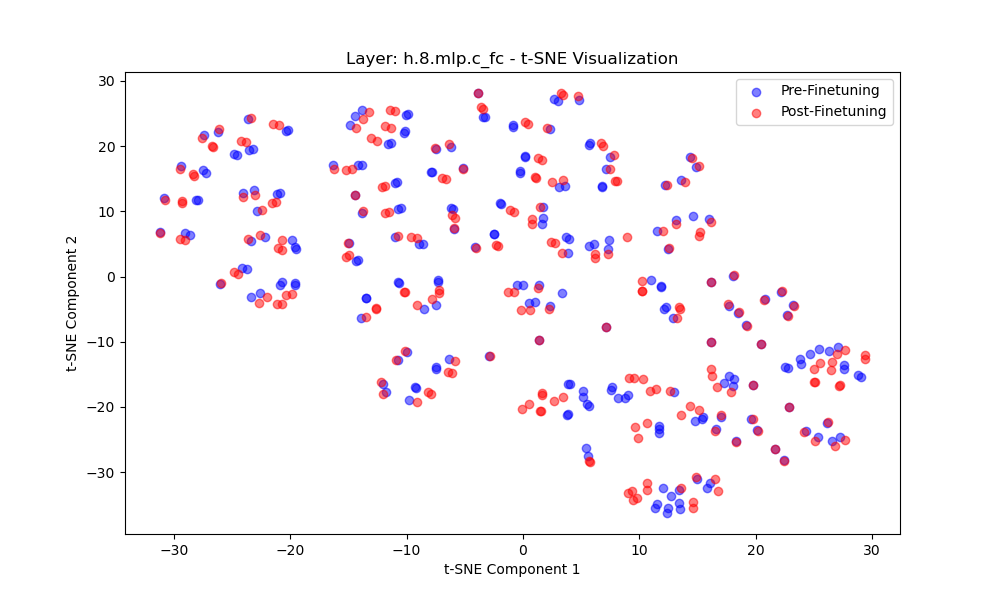 Layer: h.8.mlp.c_fc - t-SNE Visualization
Pre-Finetuning
Post-Finetuning
t-SNE Component 2
30
20
10
0
−10
−20
−30
−30
−20
−10
0
10
20
30
t-SNE Component 1